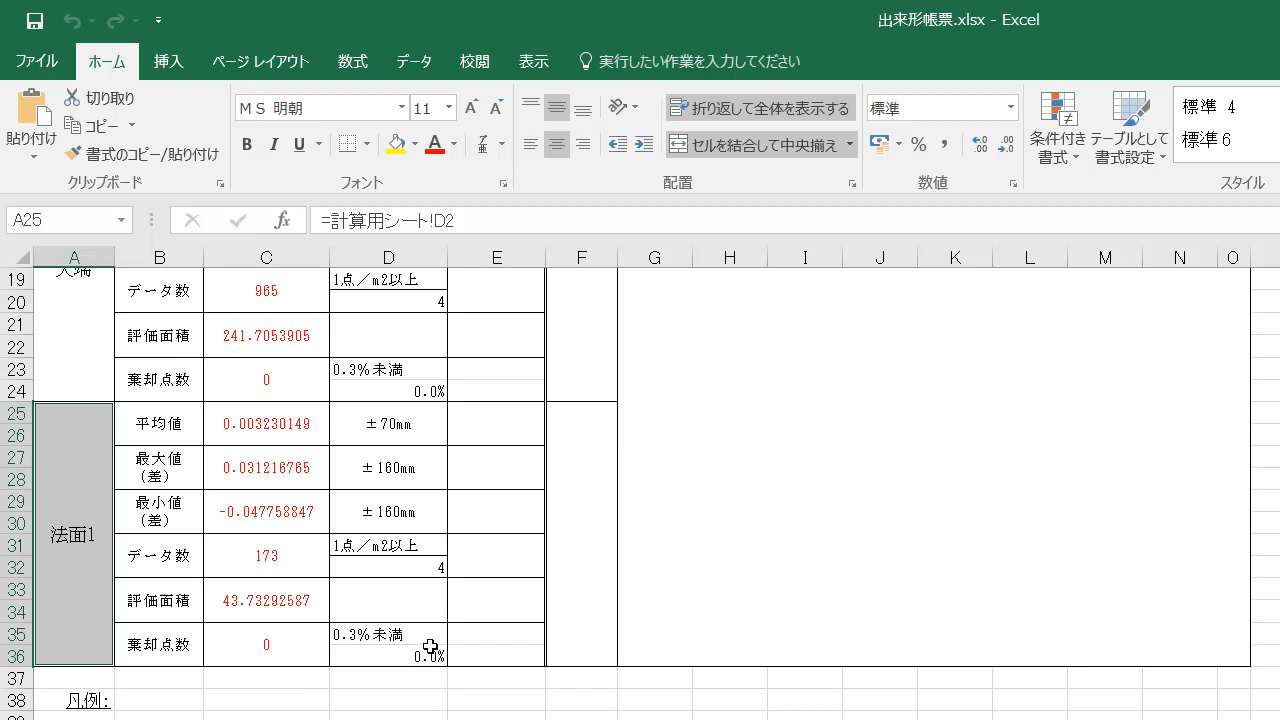 出来形帳票.xlsx - Excel
ファイル ホーム 挿入 ページ レイアウト 数式 データ 校閲 表示 実行したい作業を入力してください
貼り付け
切り取り
コピー
書式のコピー/貼り付け
クリップボード
ＭＳ 明朝 11 A A
B I U A
フォント
折り返して全体を表示する
セルを結合して中央揃え
配置
標準
% ,
数値
条件付き
書式
テーブルとして
書式設定
標準 4
標準 6
スタイル
A25 fx =計算用シート!D2
A B C D E F G H I J K L M N O
19 天端 1点／m2以上
データ数 965
20 4
21
評価面積 241.7053905
22
23 0.3%未満
棄却点数 0
24 0.0%
25
平均値 0.003230149 ±70mm
26
27 最大値
（差） 0.031216765 ±160mm
28
29 最小値
（差） -0.047758847 ±160mm
30
法面1
31 1点／m2以上
データ数 173
32 4
33
評価面積 43.73292587
34
35 0.3%未満
棄却点数 0
36 0.0%
37
38 凡例: